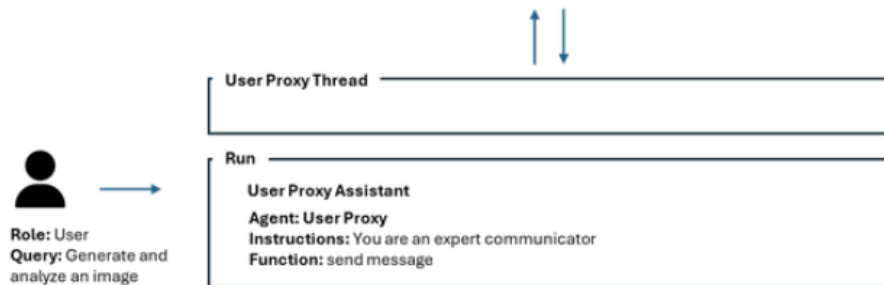 User Proxy Thread
Run
User Proxy Assistant
Agent: User Proxy
Instructions: You are an expert communicator
Function: send message
Role: User
Query: Generate and
analyze an image